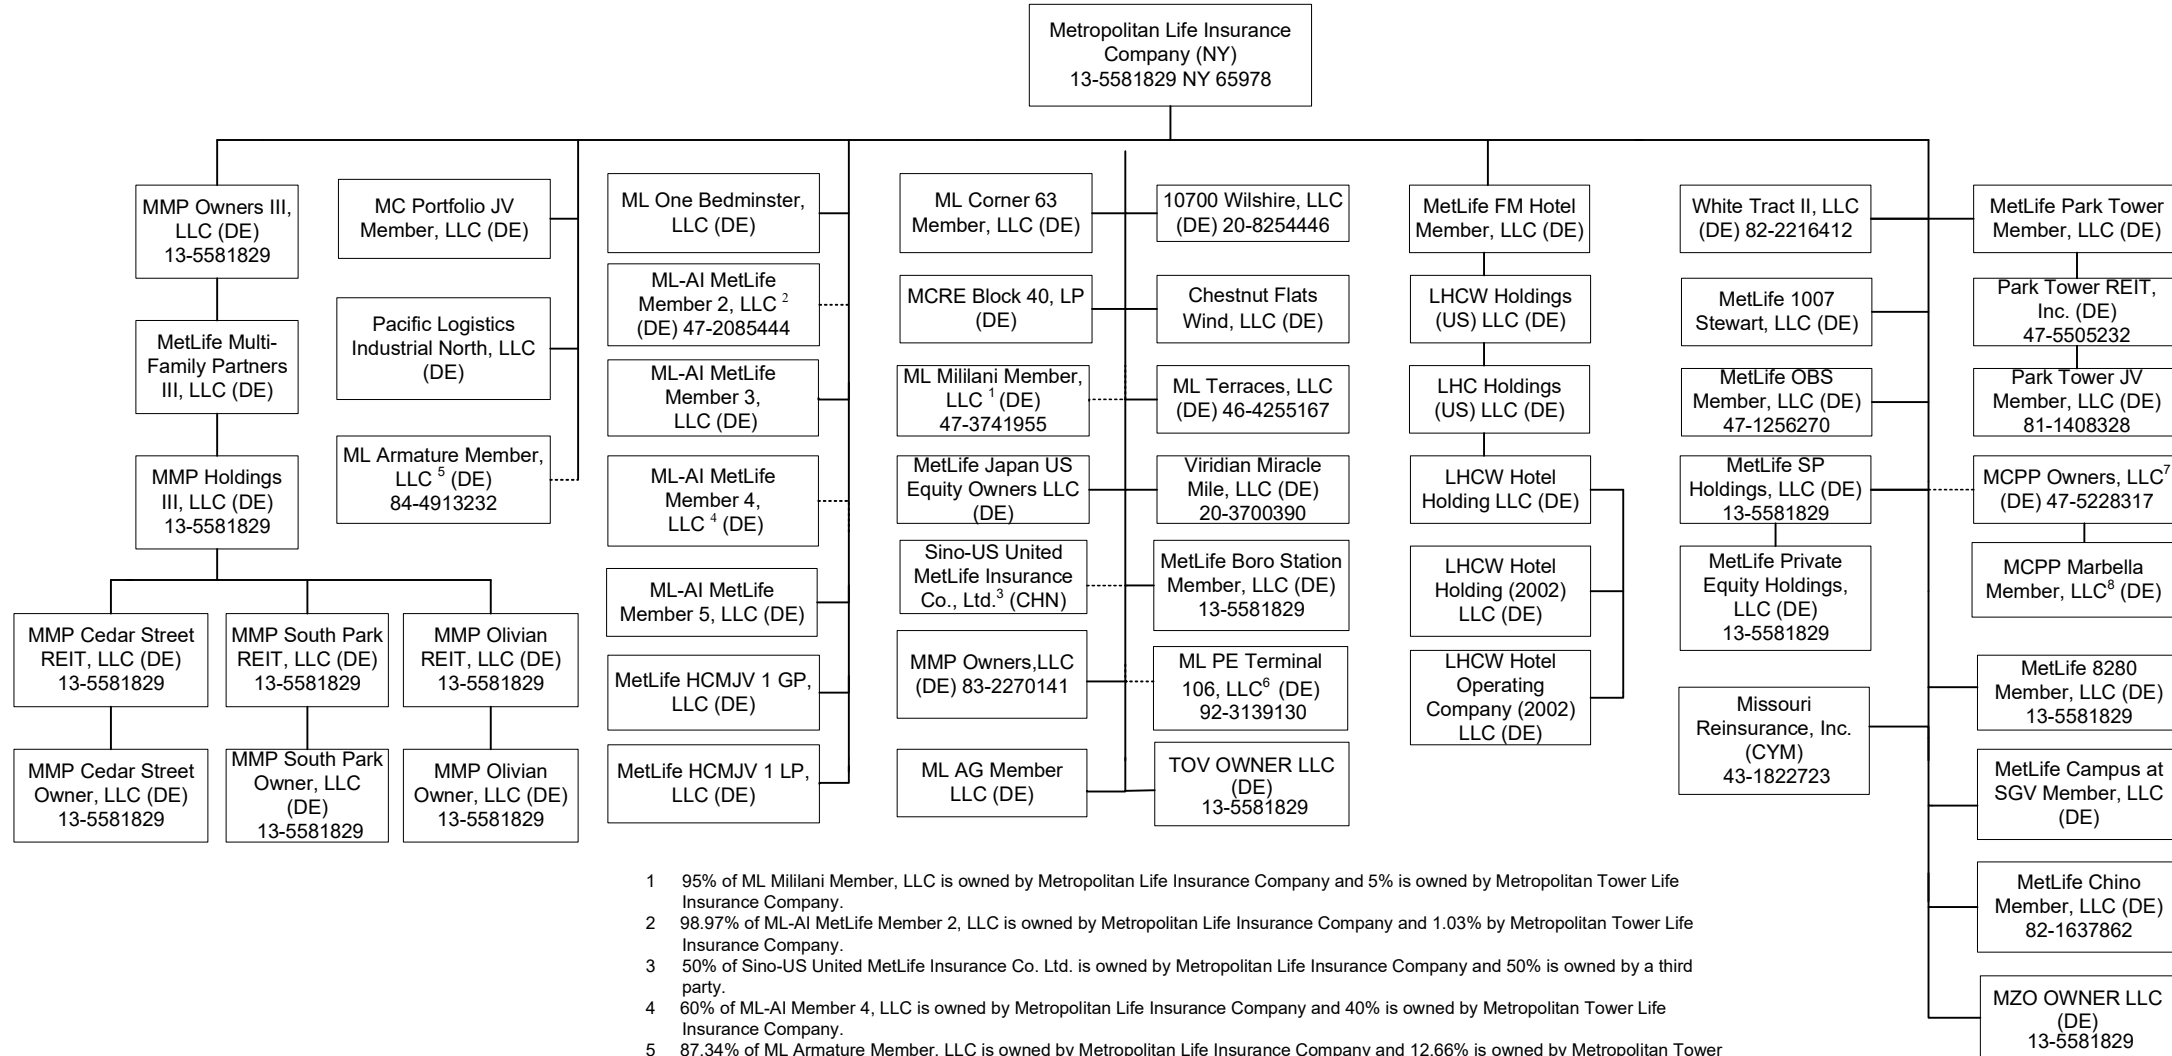 Metropolitan Life Insurance
Company (NY)
13-5581829 NY 65978
MMP Owners III,
LLC (DE)
13-5581829
MetLife Multi-
Family Partners
III, LLC (DE)
MMP Holdings
III, LLC (DE)
13-5581829
MMP Cedar Street
REIT, LLC (DE)
13-5581829
MMP South Park
REIT, LLC (DE)
13-5581829
MMP Olivian
REIT, LLC (DE)
13-5581829
MMP Cedar Street
Owner, LLC (DE)
13-5581829
MMP South Park
Owner, LLC
(DE)
13-5581829
MMP Olivian
Owner, LLC (DE)
13-5581829
MC Portfolio JV
Member, LLC (DE)
Pacific Logistics
Industrial North, LLC
(DE)
ML Armature Member,
LLC 5 (DE)
84-4913232
ML One Bedminster,
LLC (DE)
ML-AI MetLife
Member 2, LLC 2
(DE) 47-2085444
ML-AI MetLife
Member 3,
LLC (DE)
ML-AI MetLife
Member 4,
LLC 4 (DE)
ML-AI MetLife
Member 5, LLC (DE)
MetLife HCMJV 1 GP,
LLC (DE)
MetLife HCMJV 1 LP,
LLC (DE)
ML Corner 63
Member, LLC (DE)
MCRE Block 40, LP
(DE)
ML Mililani Member,
LLC 1 (DE)
47-3741955
MetLife Japan US
Equity Owners LLC
(DE)
Sino-US United
MetLife Insurance
Co., Ltd.3 (CHN)
MMP Owners,LLC
(DE) 83-2270141
ML AG Member
LLC (DE)
10700 Wilshire, LLC
(DE) 20-8254446
Chestnut Flats
Wind, LLC (DE)
ML Terraces, LLC
(DE) 46-4255167
Viridian Miracle
Mile, LLC (DE)
20-3700390
MetLife Boro Station
Member, LLC (DE)
13-5581829
ML PE Terminal
106, LLC6 (DE)
92-3139130
TOV OWNER LLC
(DE)
13-5581829
MetLife FM Hotel
Member, LLC (DE)
LHCW Holdings
(US) LLC (DE)
LHC Holdings
(US) LLC (DE)
LHCW Hotel
Holding LLC (DE)
LHCW Hotel
Holding (2002)
LLC (DE)
LHCW Hotel
Operating
Company (2002)
LLC (DE)
White Tract II, LLC
(DE) 82-2216412
MetLife 1007
Stewart, LLC (DE)
MetLife OBS
Member, LLC (DE)
47-1256270
MetLife SP
Holdings, LLC (DE)
13-5581829
MetLife Private
Equity Holdings,
LLC (DE)
13-5581829
Missouri
Reinsurance, Inc.
(CYM)
43-1822723
MetLife Park Tower
Member, LLC (DE)
Park Tower REIT,
Inc. (DE)
47-5505232
Park Tower JV
Member, LLC (DE)
81-1408328
MCPP Owners, LLC7
(DE) 47-5228317
MCPP Marbella
Member, LLC8 (DE)
MetLife 8280
Member, LLC (DE)
13-5581829
MetLife Campus at
SGV Member, LLC
(DE)
MetLife Chino
Member, LLC (DE)
82-1637862
MZO OWNER LLC
(DE)
13-5581829
1 95% of ML Mililani Member, LLC is owned by Metropolitan Life Insurance Company and 5% is owned by Metropolitan Tower Life
Insurance Company.
2 98.97% of ML-AI MetLife Member 2, LLC is owned by Metropolitan Life Insurance Company and 1.03% by Metropolitan Tower Life
Insurance Company.
3 50% of Sino-US United MetLife Insurance Co. Ltd. is owned by Metropolitan Life Insurance Company and 50% is owned by a third
party.
4 60% of ML-AI Member 4, LLC is owned by Metropolitan Life Insurance Company and 40% is owned by Metropolitan Tower Life
Insurance Company.
5 87.34% of ML Armature Member, LLC is owned by Metropolitan Life Insurance Company and 12.66% is owned by Metropolitan Tower